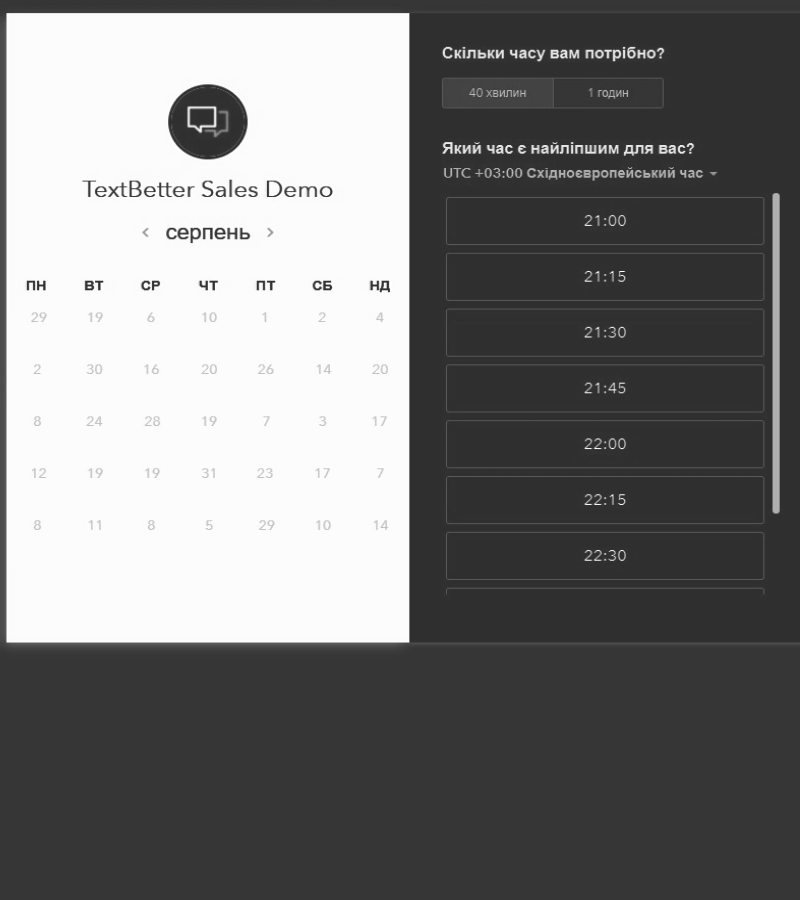 TextBetter Sales Demo
серпень
ПН ВТ СР ЧТ ПТ СБ НД
29 19 6 10 1 2 4
2 30 16 20 26 14 20
8 24 28 19 7 3 17
12 19 19 31 23 17 7
8 11 8 5 29 10 14
Скільки часу вам потрібно?
40 хвилин 1 годин
Який час є найліпшим для вас?
UTC +03:00 Східноєвропейський час
21:00
21:15
21:30
21:45
22:00
22:15
22:30